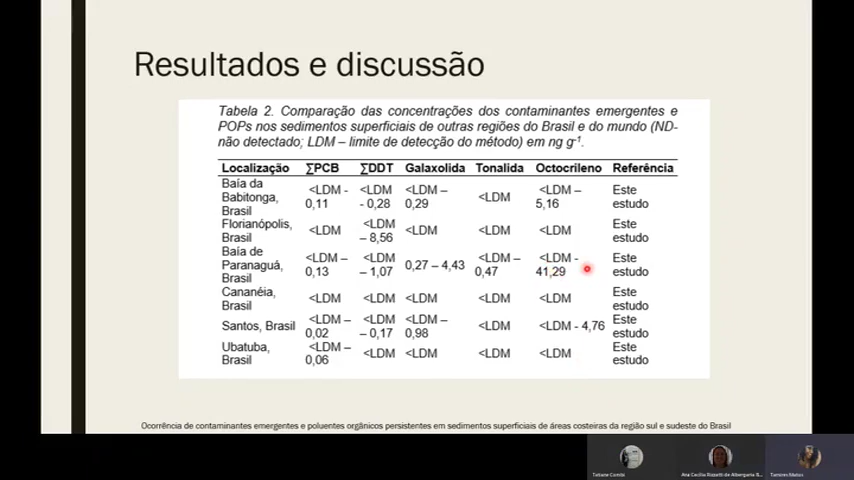 Resultados e discussão
Tabela 2. Comparação das concentrações dos contaminantes emergentes e
POPs nos sedimentos superficiais de outras regiões do Brasil e do mundo (ND-
não detectado; LDM – limite de detecção do método) em ng g-1.
Localização ∑PCB ∑DDT Galaxolida Tonalida Octocrileno Referência
Baía da Babitonga, Brasil <LDM - 0,11 <LDM - 0,28 <LDM – 0,29 <LDM <LDM – 5,16 Este estudo
Florianópolis, Brasil <LDM <LDM – 8,56 <LDM <LDM <LDM Este estudo
Baía de Paranaguá, Brasil <LDM – 0,13 <LDM – 1,07 0,27 – 4,43 <LDM – 0,47 <LDM - 41,29 Este estudo
Cananéia, Brasil <LDM <LDM <LDM <LDM <LDM Este estudo
Santos, Brasil <LDM – 0,02 <LDM – 0,17 <LDM – 0,98 <LDM <LDM - 4,76 Este estudo
Ubatuba, Brasil <LDM – 0,06 <LDM <LDM <LDM <LDM Este estudo
Ocorrência de contaminantes emergentes e poluentes orgânicos persistentes em sedimentos superficiais de áreas costeiras da região sul e sudeste do Brasil
Tatiane Combi Ana Cecília Rizzatti de Albergaria B... Tamires Matos